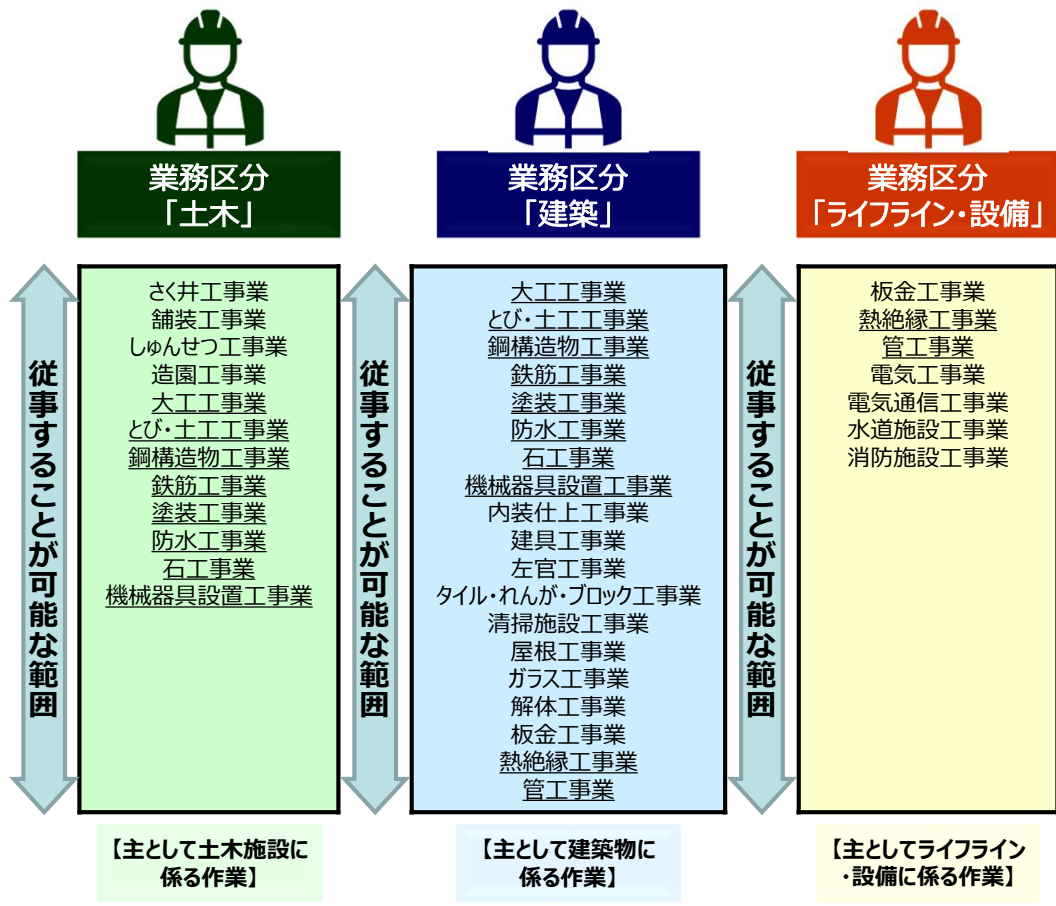 業務区分
「土木」
業務区分
「建築」
業務区分
「ライフライン・設備」
従事することが可能な範囲
さく井工事業
舗装工事業
しゅんせつ工事業
造園工事業
大工工事業
とび・土工工事業
鋼構造物工事業
鉄筋工事業
塗装工事業
防水工事業
石工事業
機械器具設置工事業
従事することが可能な範囲
大工工事業
とび・土工工事業
鋼構造物工事業
鉄筋工事業
塗装工事業
防水工事業
石工事業
機械器具設置工事業
内装仕上工事業
建具工事業
左官工事業
タイル・れんが・ブロック工事業
清掃施設工事業
屋根工事業
ガラス工事業
解体工事業
板金工事業
熱絶縁工事業
管工事業
従事することが可能な範囲
板金工事業
熱絶縁工事業
管工事業
電気工事業
電気通信工事業
水道施設工事業
消防施設工事業
【主として土木施設に
係る作業】
【主として建築物に
係る作業】
【主としてライフライン
・設備に係る作業】